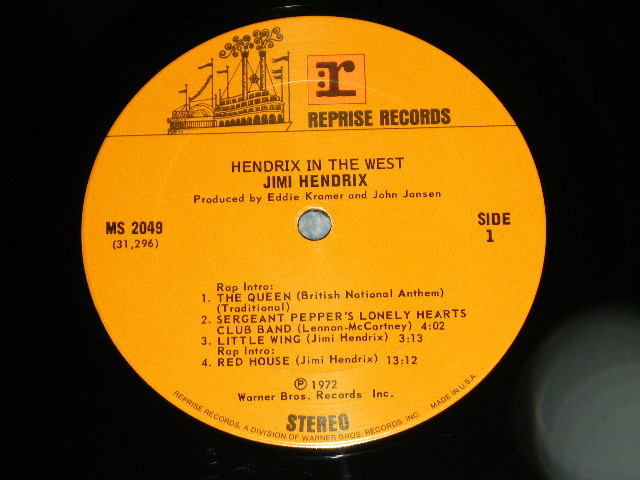 r
REPRISE RECORDS
HENDRIX IN THE WEST
JIMI HENDRIX
Produced by Eddie Kramer and John Jansen
MS 2049
(31,296)
SIDE
1
Rap Intro:
1. THE QUEEN (British National Anthem)
(Traditional)
2. SERGEANT PEPPER'S LONELY HEARTS
CLUB BAND (Lennon-McCartney) 4:02
3. LITTLE WING (Jimi Hendrix) 3:13
Rap Intro:
4. RED HOUSE (Jimi Hendrix) 13:12
℗ 1972
Warner Bros. Records Inc.
STEREO
REPRISE RECORDS, A DIVISION OF WARNER BROS. RECORDS INC. MADE IN U.S.A.